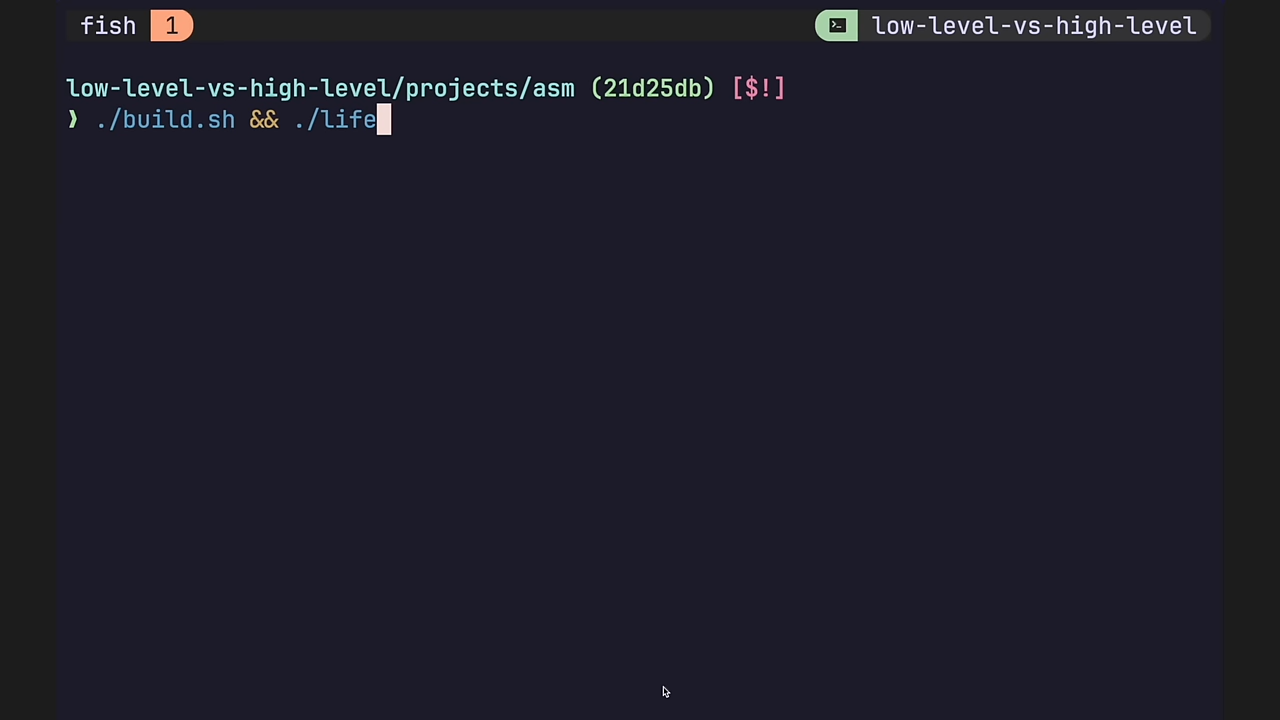 fish 1 low-level-vs-high-level
low-level-vs-high-level/projects/asm (21d25db) [$!]
❱ ./build.sh && ./life